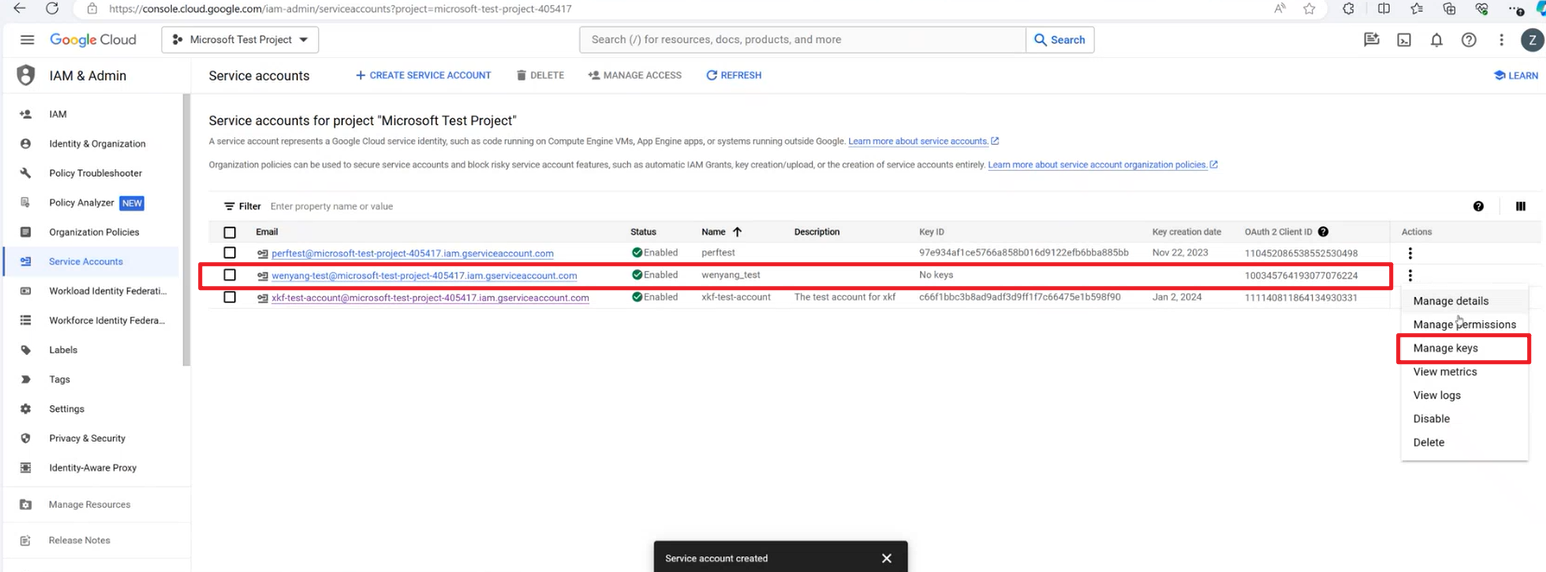 https://console.cloud.google.com/iam-admin/serviceaccounts?project=microsoft-test-project-405417
Google Cloud Microsoft Test Project Search (/) for resources, docs, products, and more Search Z
IAM & Admin
Service accounts CREATE SERVICE ACCOUNT DELETE MANAGE ACCESS REFRESH LEARN
IAM
Identity & Organization
Policy Troubleshooter
Policy Analyzer NEW
Organization Policies
Service Accounts
Workload Identity Federati...
Workforce Identity Federa...
Labels
Tags
Settings
Privacy & Security
Identity-Aware Proxy
Manage Resources
Release Notes
Service accounts for project "Microsoft Test Project"
A service account represents a Google Cloud service identity, such as code running on Compute Engine VMs, App Engine apps, or systems running outside Google. Learn more about service accounts.
Organization policies can be used to secure service accounts and block risky service account features, such as automatic IAM Grants, key creation/upload, or the creation of service accounts entirely. Learn more about service account organization policies.
Filter Enter property name or value
Email Status Name Description Key ID Key creation date OAuth 2 Client ID Actions
perftest@microsoft-test-project-405417.iam.gserviceaccount.com Enabled perftest 97e934af1ce5766a858b016d9122efb6bba885bb Nov 22, 2023 110452086538552530498
wenyang-test@microsoft-test-project-405417.iam.gserviceaccount.com Enabled wenyang_test No keys 100345764193077076224
xkf-test-account@microsoft-test-project-405417.iam.gserviceaccount.com Enabled xkf-test-account The test account for xkf c66f1bbc3b8ad9adf3d9ff1f7c66475e1b598f90 Jan 2, 2024 111140811864134930331
Manage details
Manage permissions
Manage keys
View metrics
View logs
Disable
Delete
Service account created